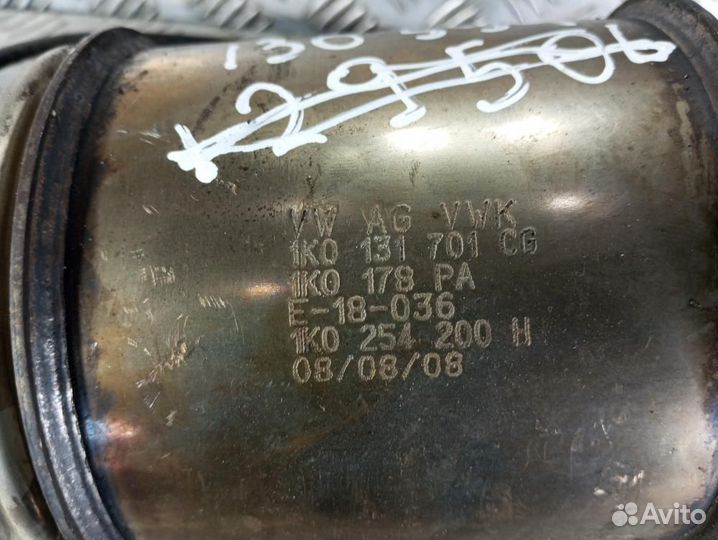 29506
VW AG VWK
1K0 131 701 CG
1K0 178 PA
E-18-036
1K0 254 200 H
08/08/08
Avito